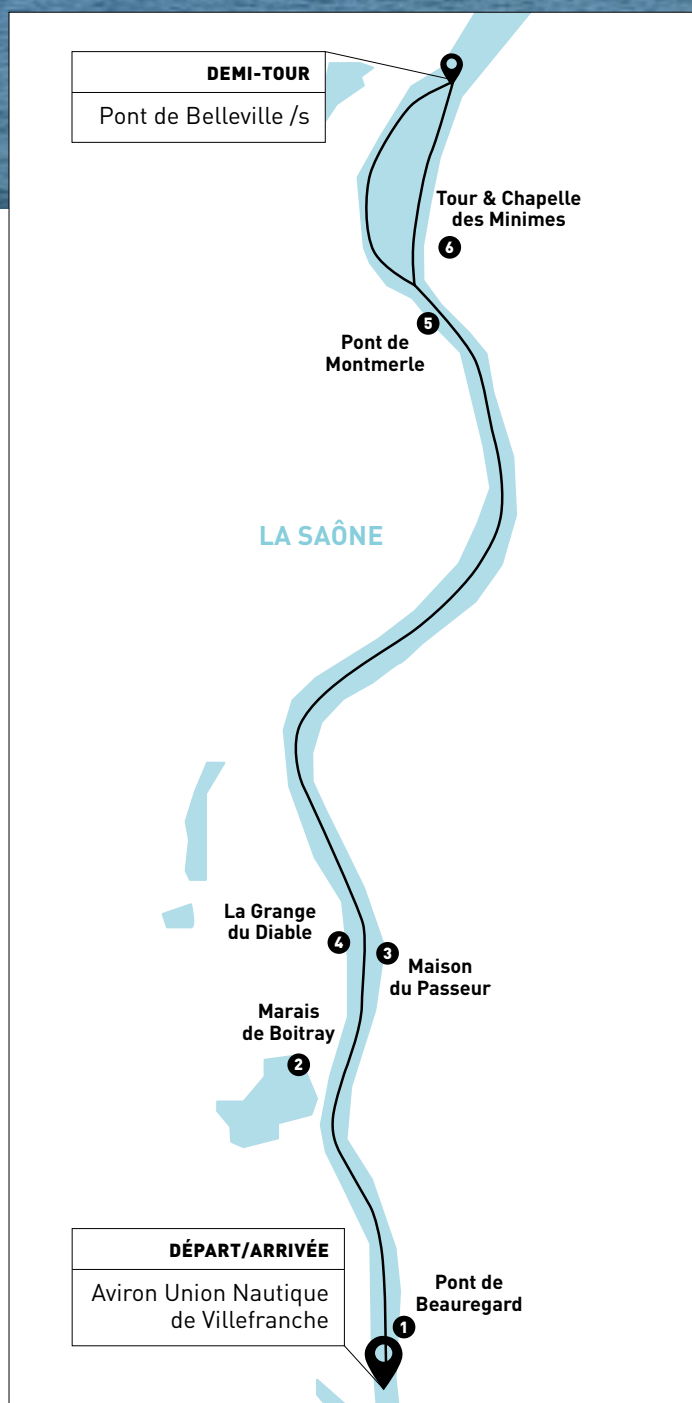 DEMI-TOUR
Pont de Belleville /s
Tour & Chapelle
des Minimes
6
5
Pont de
Montmerle
LA SAÔNE
La Grange
du Diable
4
3
Maison
du Passeur
Marais
de Boitray
2
DÉPART/ARRIVÉE
Aviron Union Nautique
de Villefranche
Pont de
Beauregard
1